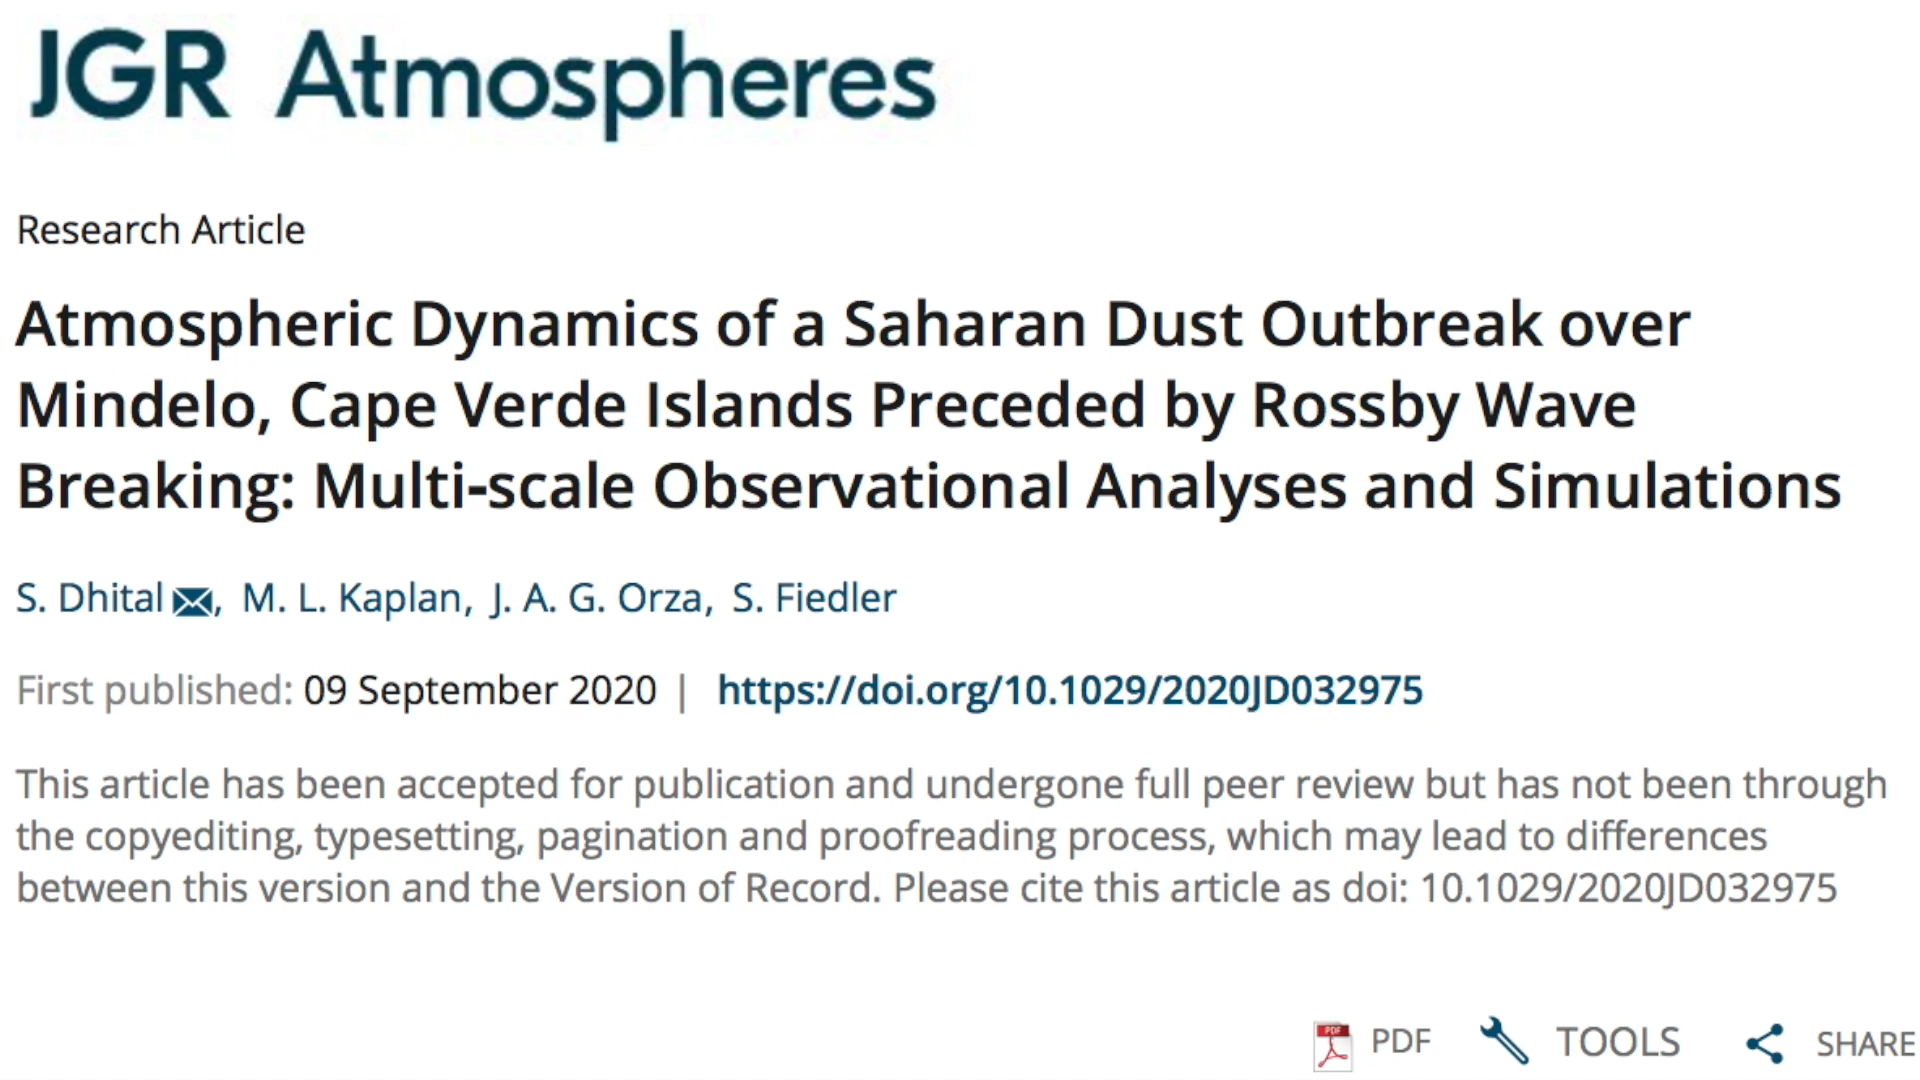 JGR Atmospheres
Research Article
Atmospheric Dynamics of a Saharan Dust Outbreak over
Mindelo, Cape Verde Islands Preceded by Rossby Wave
Breaking: Multi-scale Observational Analyses and Simulations
S. Dhital, M. L. Kaplan, J. A. G. Orza, S. Fiedler
First published: 09 September 2020 | https://doi.org/10.1029/2020JD032975
This article has been accepted for publication and undergone full peer review but has not been through
the copyediting, typesetting, pagination and proofreading process, which may lead to differences
between this version and the Version of Record. Please cite this article as doi: 10.1029/2020JD032975
PDF PDF TOOLS SHARE